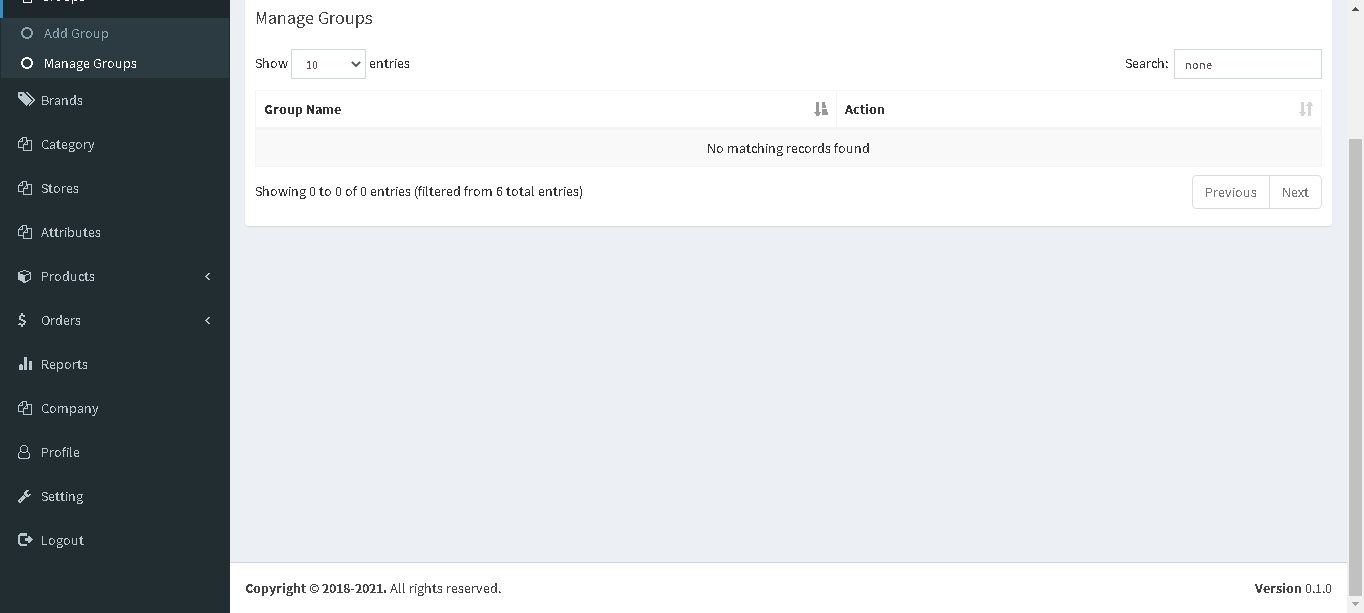 Groups
Add Group
Manage Groups
Brands
Category
Stores
Attributes
Products
Orders
Reports
Company
Profile
Setting
Logout
Manage Groups
Show 10 entries
Search: none
Group Name Action
No matching records found
Showing 0 to 0 of 0 entries (filtered from 6 total entries)
Previous Next
Copyright © 2018-2021. All rights reserved.
Version 0.1.0